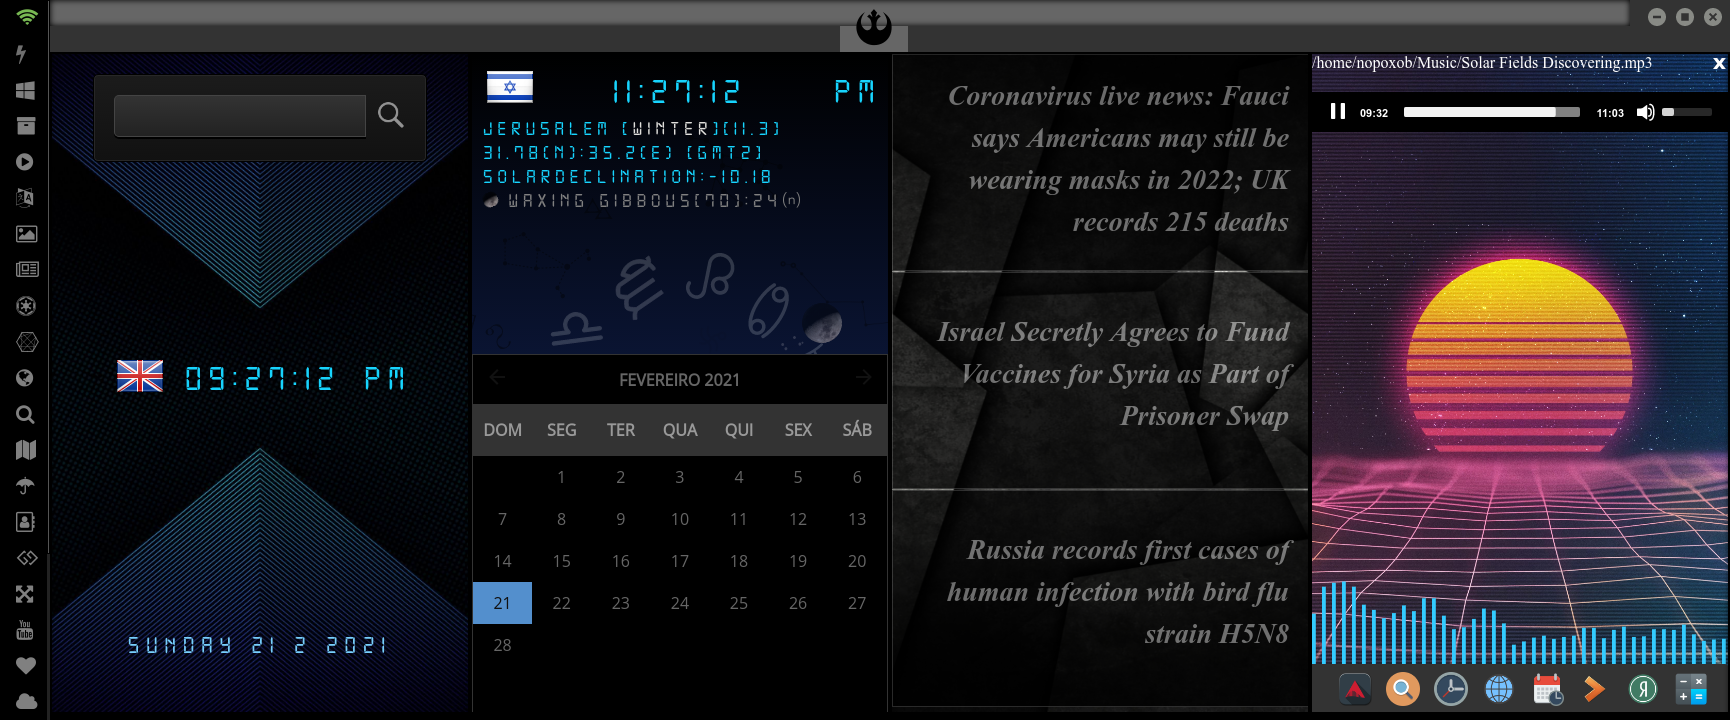 09:27:12 PM
SUNDAY 21 2 2021
11:27:12 PM
JERUSALEM (WINTER)(11.3)
31.78(N):35.2(E) (GMT2)
SOLARDECLINATION:-10.18
WAXING GIBBOUS(70):24(n)
FEVEREIRO 2021
DOM SEG TER QUA QUI SEX SÁB
1 2 3 4 5 6
7 8 9 10 11 12 13
14 15 16 17 18 19 20
21 22 23 24 25 26 27
28
Coronavirus live news: Fauci
says Americans may still be
wearing masks in 2022; UK
records 215 deaths
Israel Secretly Agrees to Fund
Vaccines for Syria as Part of
Prisoner Swap
Russia records first cases of
human infection with bird flu
strain H5N8
/home/nopoxob/Music/Solar Fields Discovering.mp3 x
09:32 11:03
You
Tube
Я